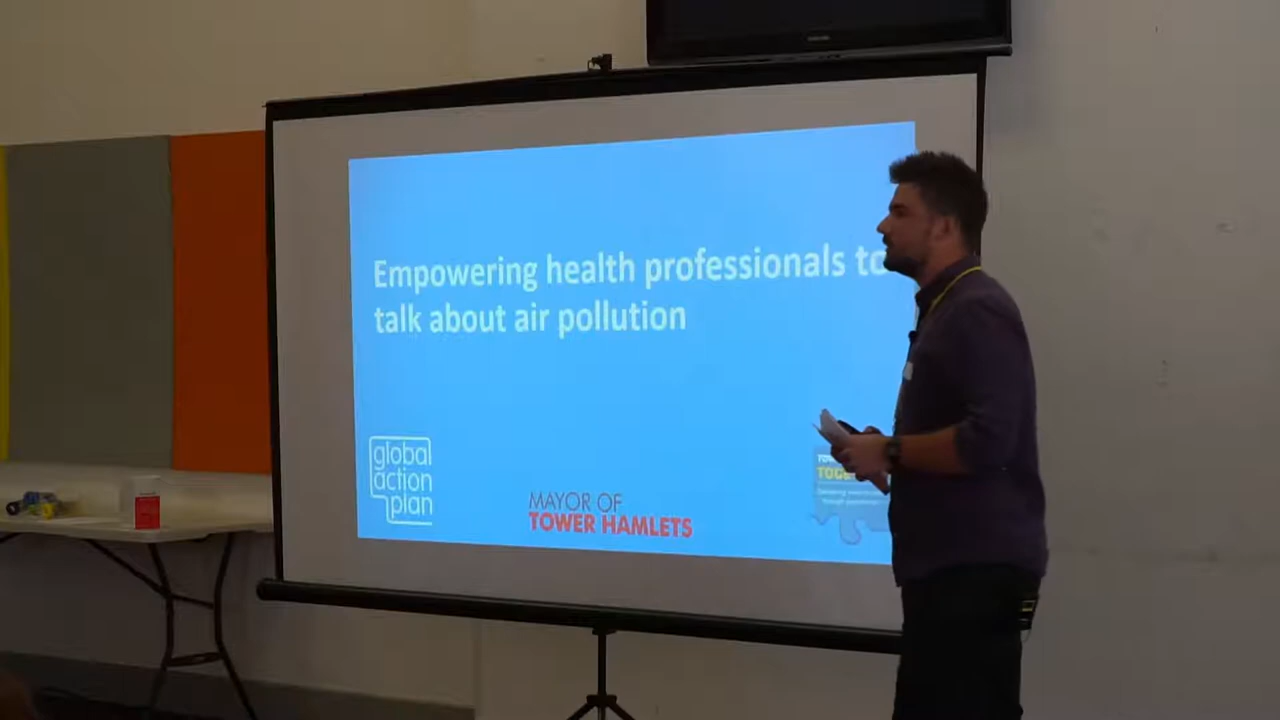 Empowering health professionals to
talk about air pollution
global
action
plan
MAYOR OF
TOWER HAMLETS